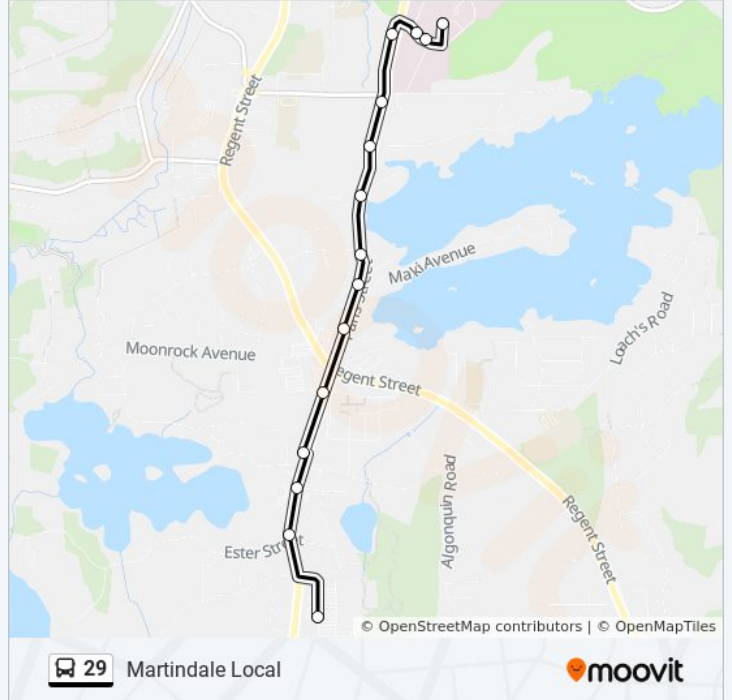 Regent Street
Maki Avenue
Loach's Road
Moonrock Avenue
Regent Street
Algonquin Road
Regent Street
Ester Street
© OpenStreetMap contributors | © OpenMapTiles
29 Martindale Local
moovit